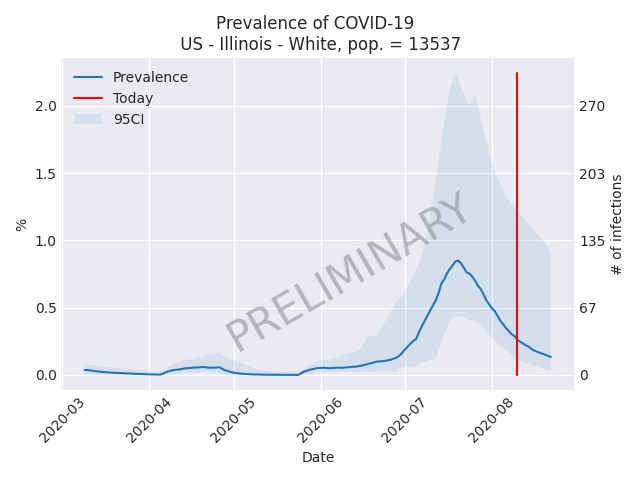 Prevalence of COVID-19
US - Illinois - White, pop. = 13537
Prevalence
Today
95CI
2.0
1.5
1.0
0.5
0.0
%
270
203
135
67
0
# of infections
PRELIMINARY
2020-03
2020-04
2020-05
2020-06
2020-07
2020-08
Date